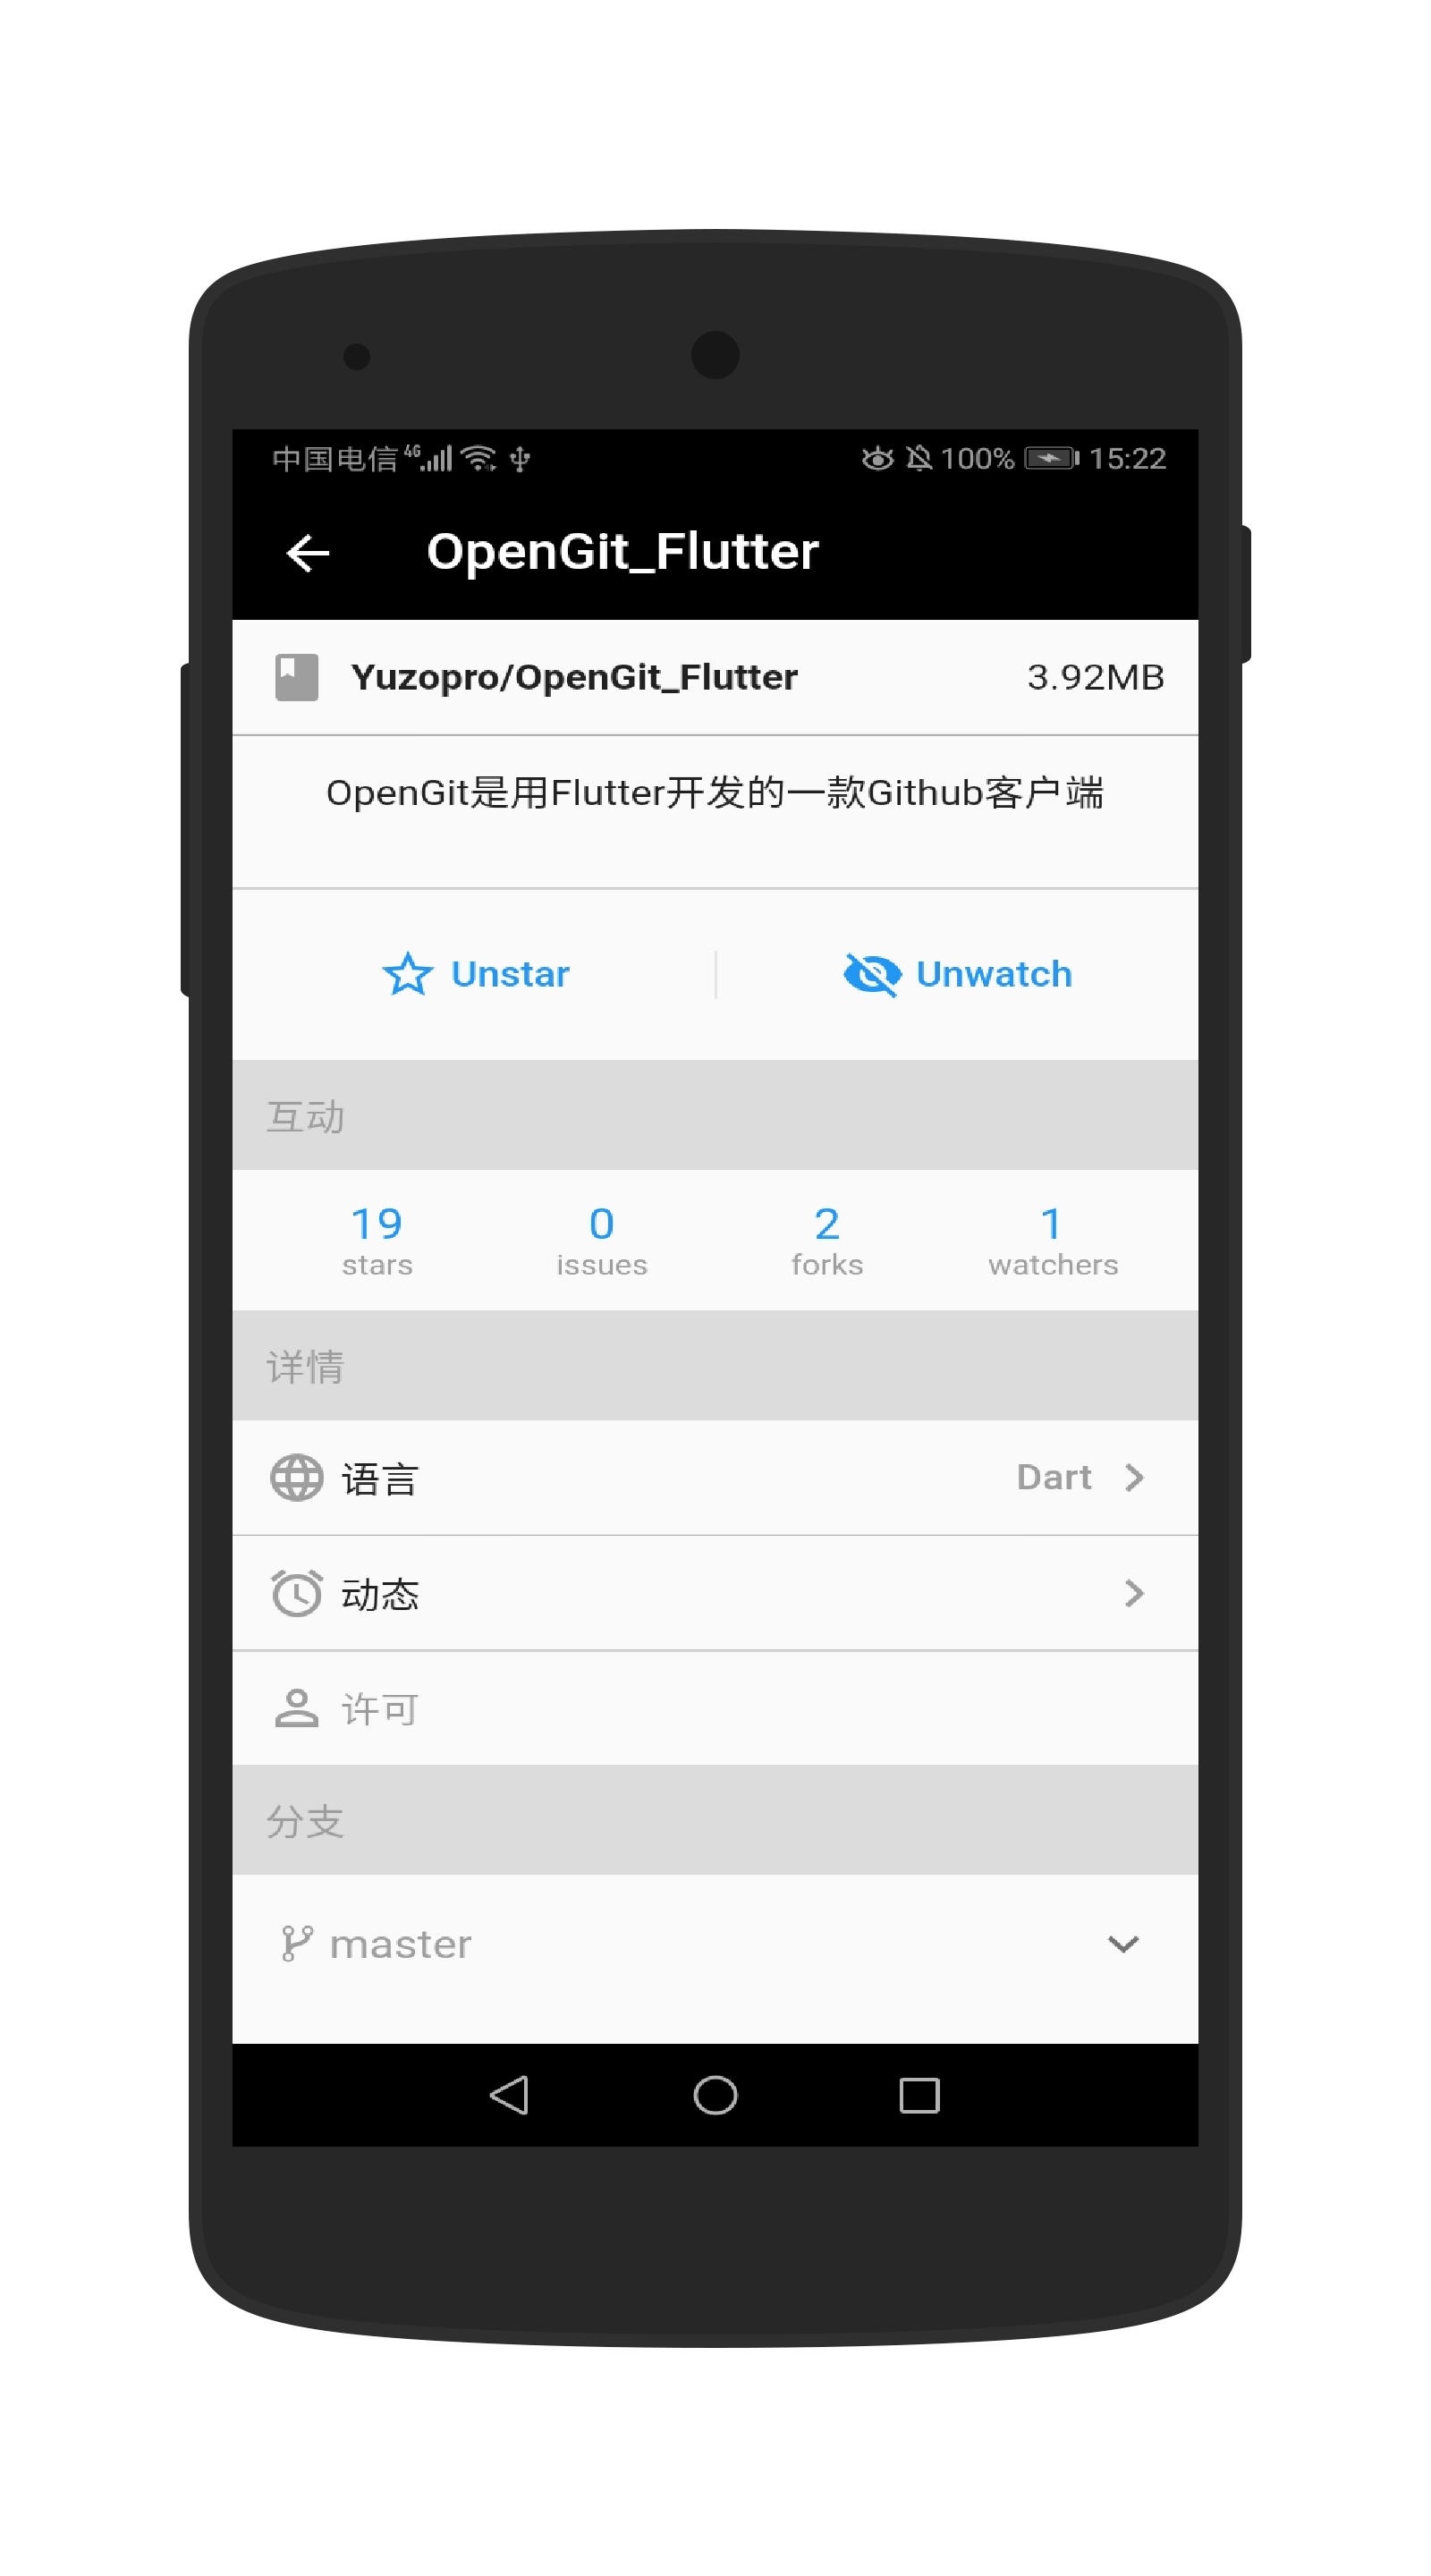 中国电信 4G 100% 15:22
OpenGit_Flutter
Yuzopro/OpenGit_Flutter 3.92MB
OpenGit是用Flutter开发的一款Github客户端
Unstar Unwatch
互动
19 0 2 1
stars issues forks watchers
详情
语言 Dart
动态
许可
分支
master